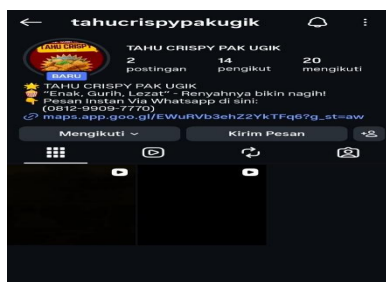 tahucrispypakugik
TAHU CRISPY
BARU
TAHU CRISPY PAK UGIK
2 14 20
postingan pengikut mengikuti
TAHU CRISPY PAK UGIK
"Enak, Gurih, Lezat" - Renyahnya bikin nagih!
Pesan Instan Via Whatsapp di sini:
(0812-9909-7770)
maps.app.goo.gl/EWuRVb3ehZ2YkTFq6?g_st=aw
Mengikuti Kirim Pesan